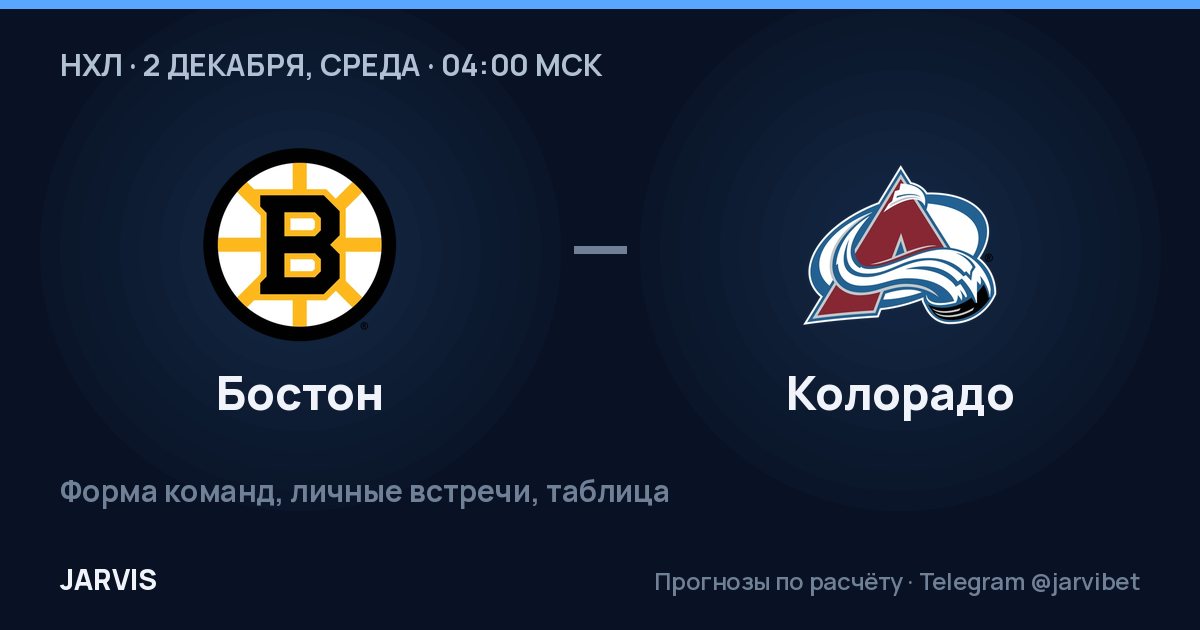 НХЛ · 2 ДЕКАБРЯ, СРЕДА · 04:00 МСК
B
A
Бостон
—
Колорадо
Форма команд, личные встречи, таблица
JARVIS
Прогнозы по расчёту · Telegram @jarvibet